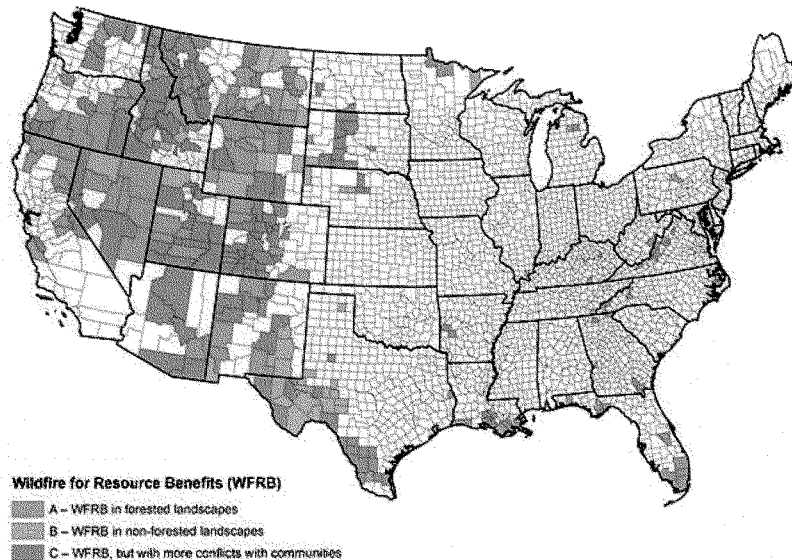 Wildfire for Resource Benefits (WFRB)
A – WFRB in forested landscapes
B – WFRB in non-forested landscapes
C – WFRB, but with more conflicts with communities